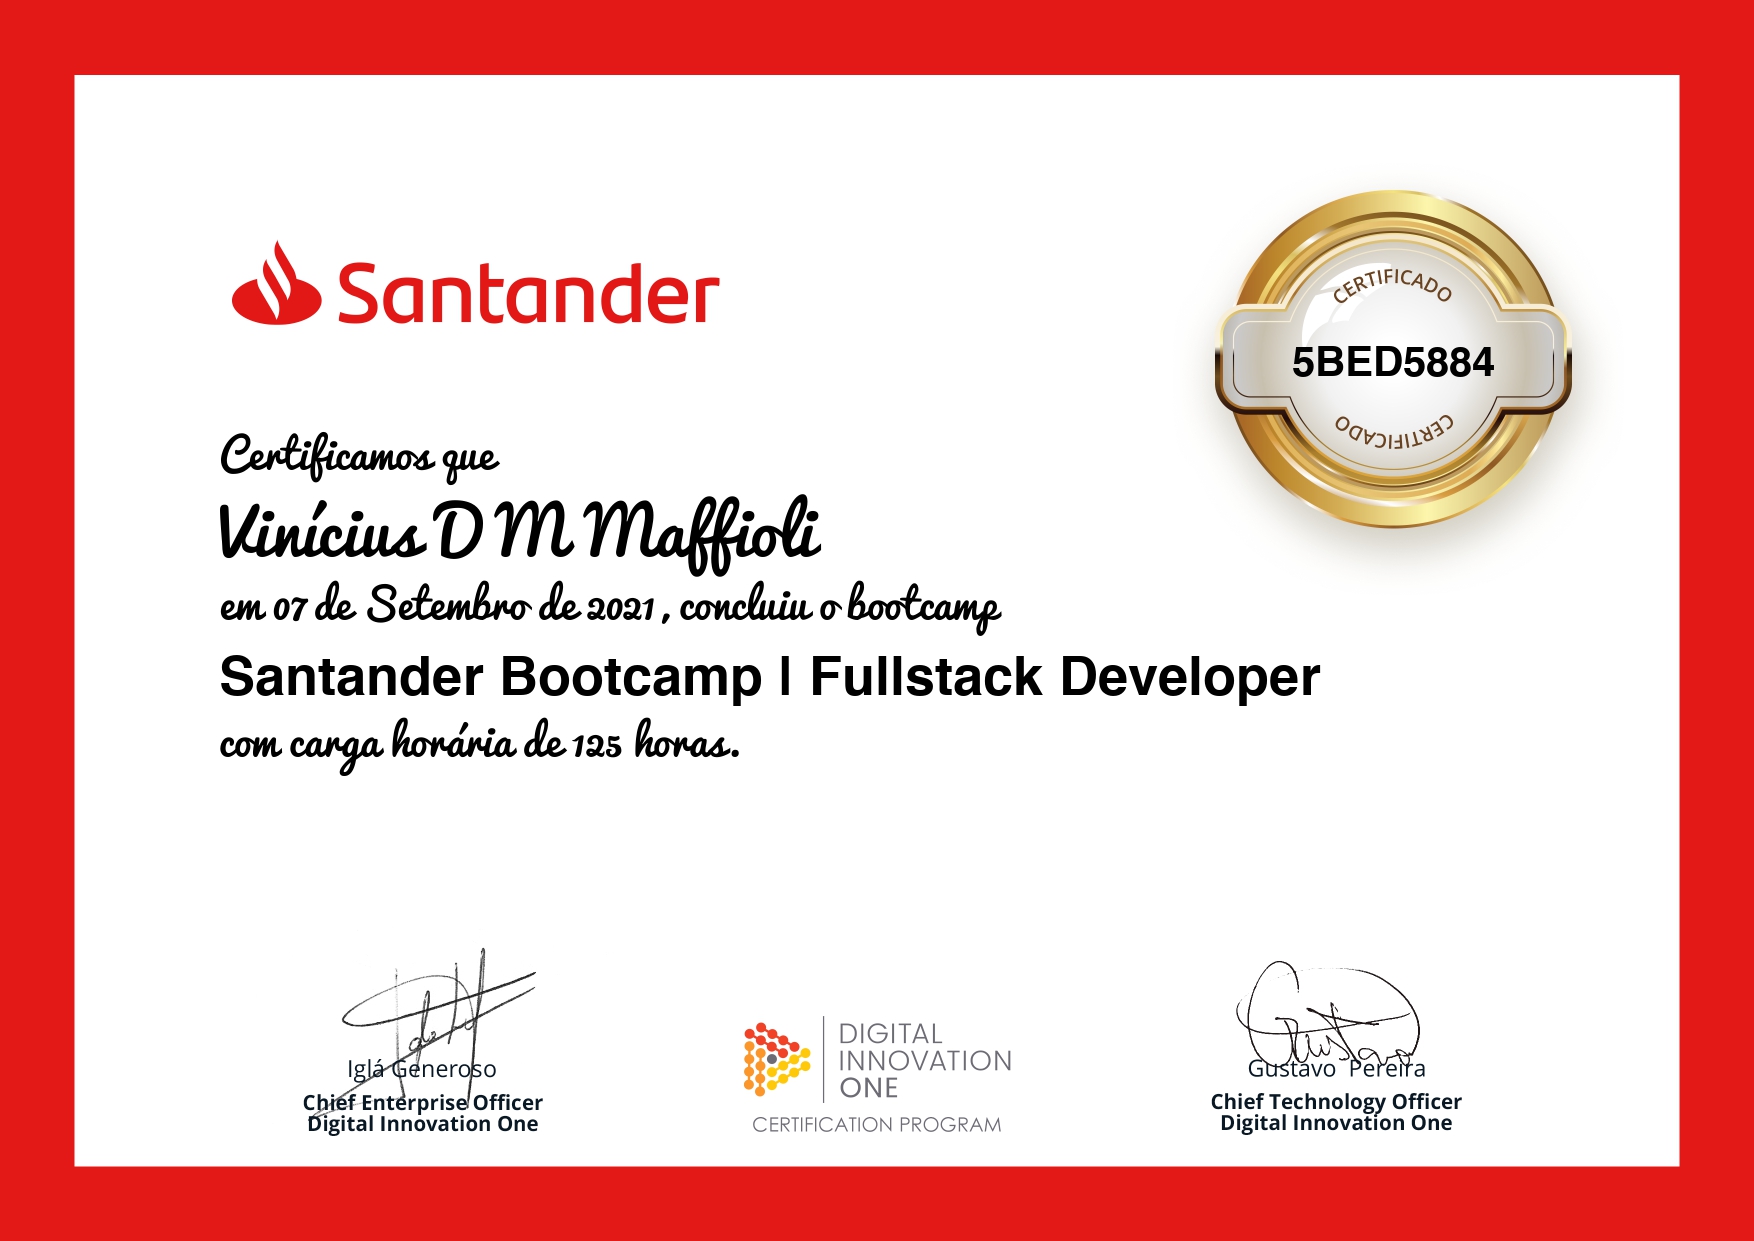 Santander
CERTIFICADO
5BED5884
CERTIFICADO
Certificamos que
Vinícius D M Maffioli
em 07 de Setembro de 2021 , concluiu o bootcamp
Santander Bootcamp | Fullstack Developer
com carga horária de 125 horas.
Iglá Generoso
Chief Enterprise Officer
Digital Innovation One
DIGITAL
INNOVATION
ONE
CERTIFICATION PROGRAM
Gustavo
Gustavo Pereira
Chief Technology Officer
Digital Innovation One